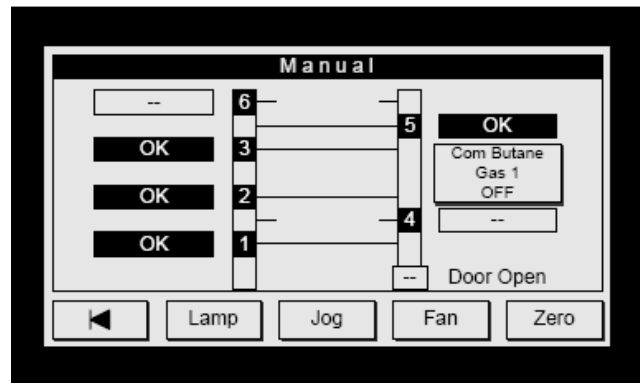 Manual
-- 6
5 OK
OK 3
Com Butane
Gas 1
OFF
OK 2
4 --
OK 1
-- Door Open
Lamp Jog Fan Zero